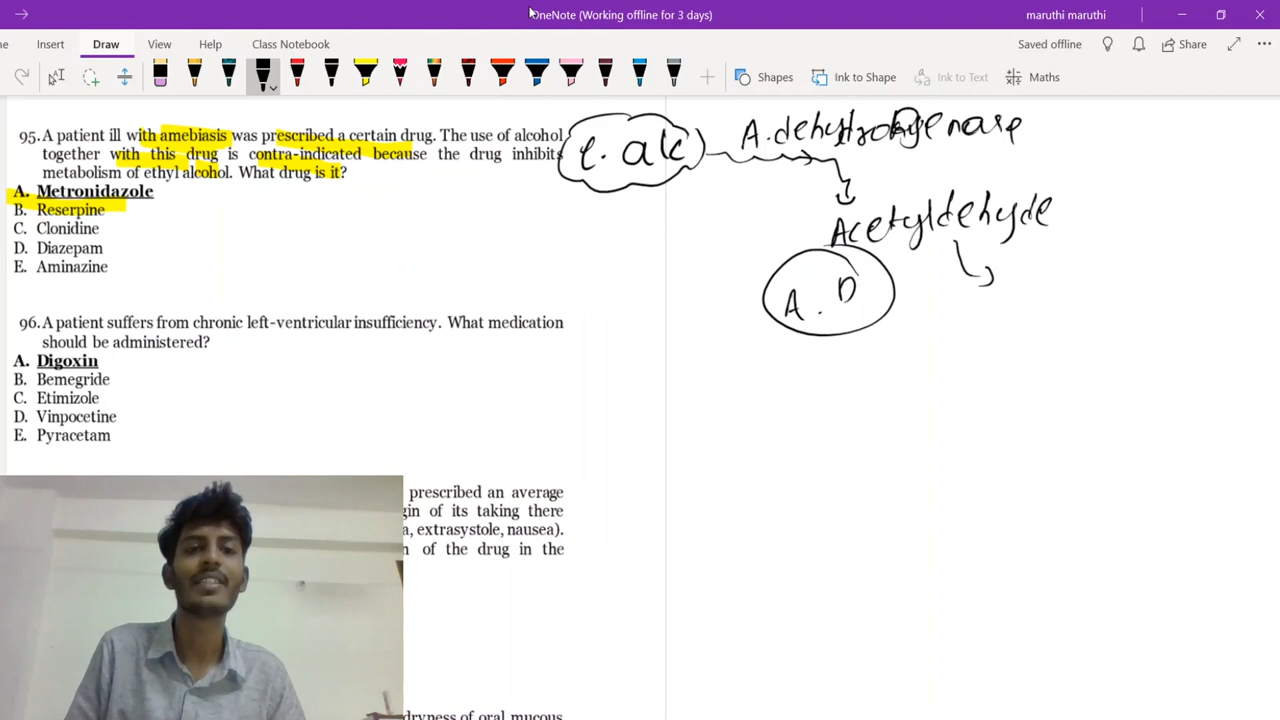 OneNote (Working offline for 3 days)
maruthi maruthi
Insert Draw View Help Class Notebook
Saved offline
Share
Shapes
Ink to Shape
Ink to Text
Maths
95. A patient ill with amebiasis was prescribed a certain drug. The use of alcohol
together with this drug is contra-indicated because the drug inhibits
metabolism of ethyl alcohol. What drug is it?
A. Metronidazole
B. Reserpine
C. Clonidine
D. Diazepam
E. Aminazine
96. A patient suffers from chronic left-ventricular insufficiency. What medication
should be administered?
A. Digoxin
B. Bemegride
C. Etimizole
D. Vinpocetine
E. Pyracetam
prescribed an average
gin of its taking there
a, extrasystole, nausea).
of the drug in the
dryness of oral mucous
e. alc
A. dehydrogenase
Acetyldehyde
A. D